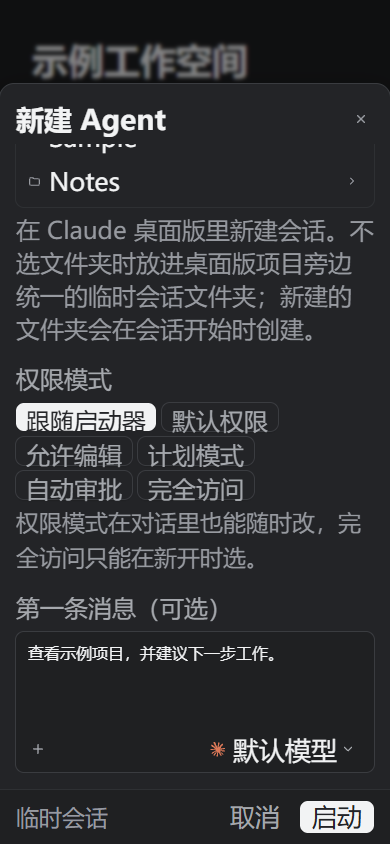 示例工作空间
新建 Agent
Sample
Notes
在 Claude 桌面版里新建会话。不
选文件夹时放进桌面版项目旁边
统一的临时会话文件夹；新建的
文件夹会在会话开始时创建。
权限模式
跟随启动器 默认权限
允许编辑 计划模式
自动审批 完全访问
权限模式在对话里也能随时改，完
全访问只能在新开时选。
第一条消息（可选）
查看示例项目，并建议下一步工作。
默认模型
临时会话 取消 启动